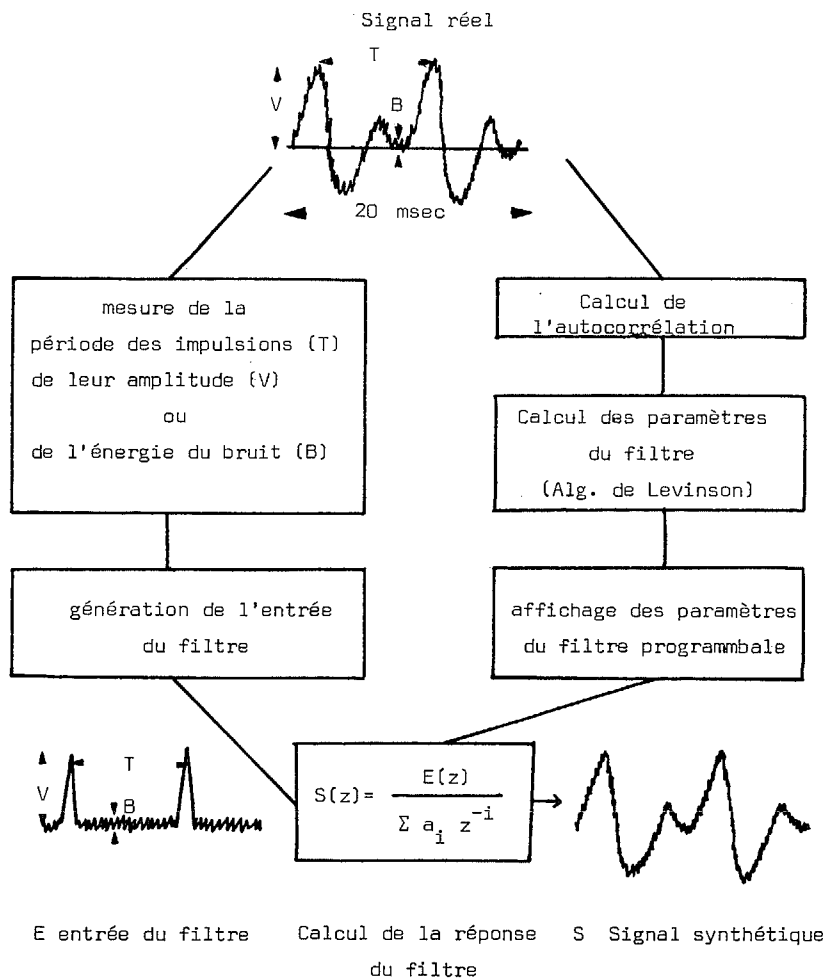 Signal réel
T
V
B
20 msec
mesure de la
période des impulsions (T)
de leur amplitude (V)
ou
de l'énergie du bruit (B)
Calcul de
l'autocorrélation
Calcul des paramètres
du filtre
(Alg. de Levinson)
génération de l'entrée
du filtre
affichage des paramètres
du filtre programmbale
V
T
B
S(z)= E(z) / Σ a_i z^-i
E entrée du filtre
Calcul de la réponse
du filtre
S Signal synthétique